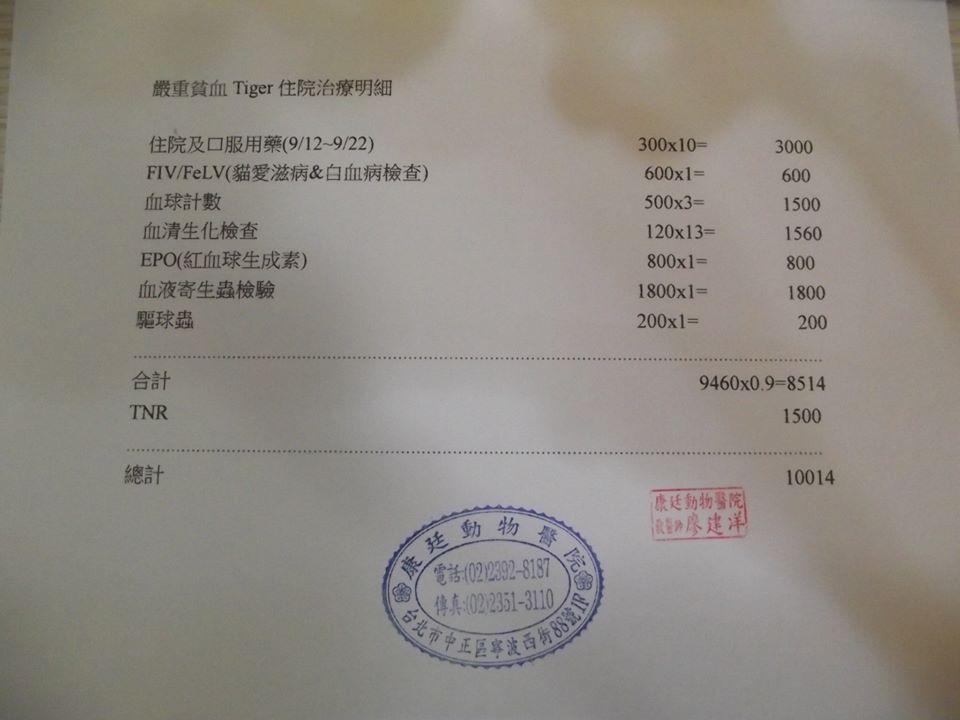 嚴重貧血 Tiger 住院治療明細
住院及口服用藥(9/12~9/22) 300x10= 3000
FIV/FeLV(貓愛滋病&白血病檢查) 600x1= 600
血球計數 500x3= 1500
血清生化檢查 120x13= 1560
EPO(紅血球生成素) 800x1= 800
血液寄生蟲檢驗 1800x1= 1800
驅球蟲 200x1= 200
合計 9460x0.9=8514
TNR 1500
總計 10014
康廷動物醫院
獸醫師 廖建洋
康廷動物醫院
電話:(02)2392-8187
傳真:(02)2351-3110
台北市中正區寧波西街88號1F